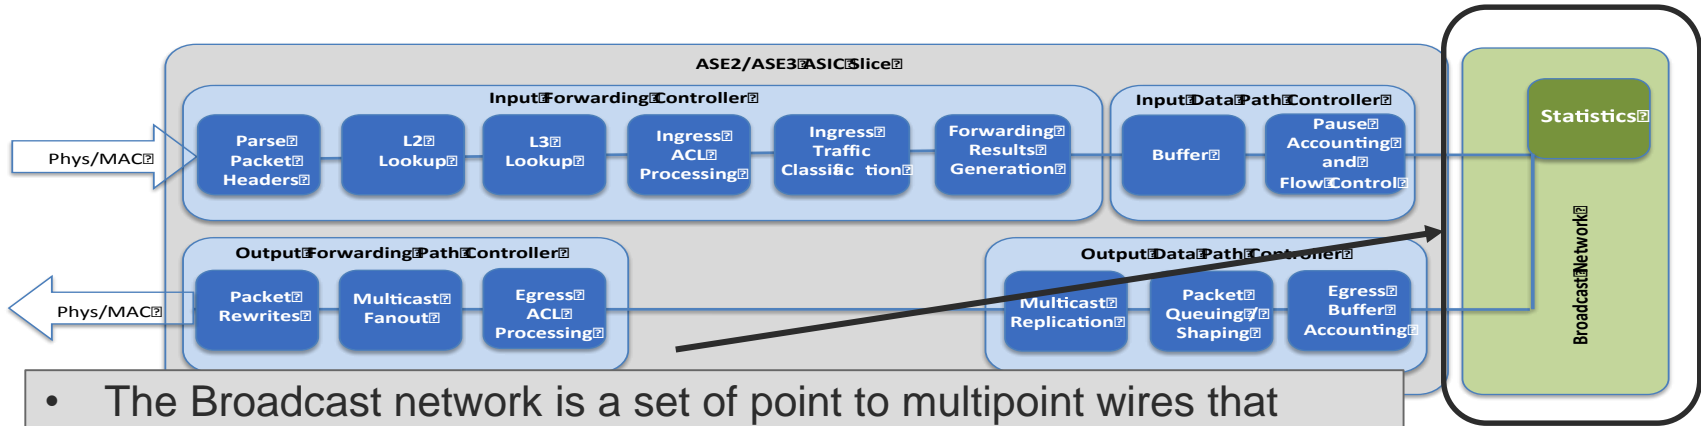 ASE2/ASE3 ASIC Slice
Input Forwarding Controller
Input Data Path Controller
Phys/MAC
Parse
Packet
Headers
L2
Lookup
L3
Lookup
Ingress
ACL
Processing
Ingress
Traffic
Classific tion
Forwarding
Results
Generation
Buffer
Pause
Accounting
and
Flow Control
Statistics
Broadcast Network
Output Forwarding Path Controller
Output Data Path Controller
Phys/MAC
Packet
Rewrites
Multicast
Fanout
Egress
ACL
Processing
Multicast
Replication
Packet
Queuing /
Shaping
Egress
Buffer
Accounting
• The Broadcast network is a set of point to multipoint wires that